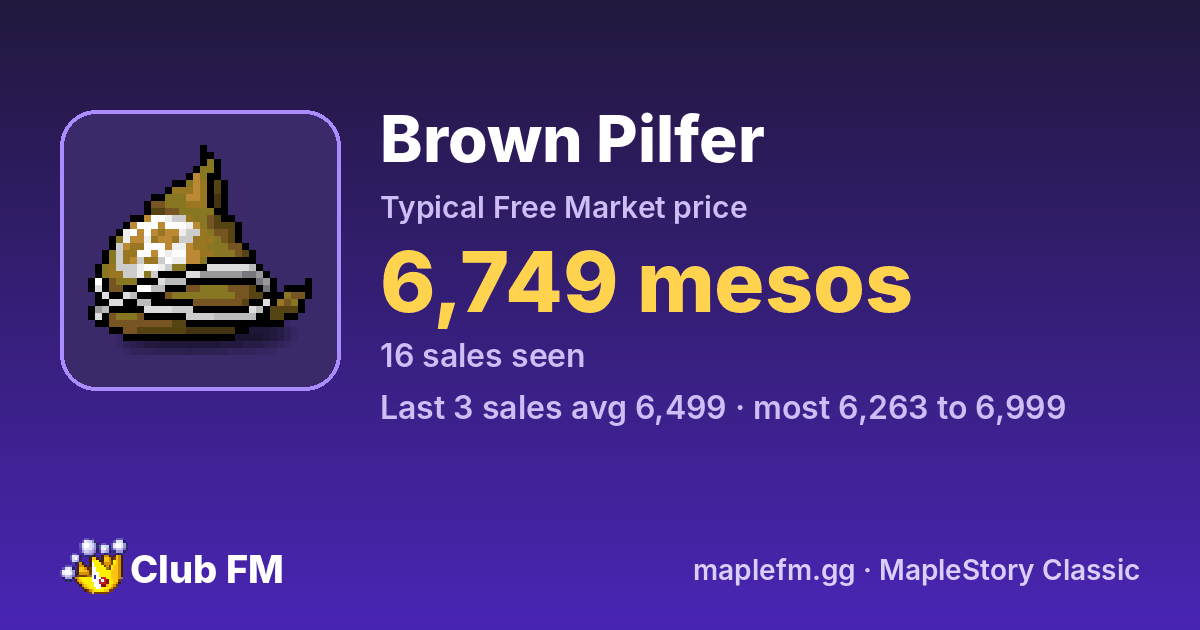 Brown Pilfer
Typical Free Market price
6,749 mesos
16 sales seen
Last 3 sales avg 6,499 · most 6,263 to 6,999
Club FM
maplefm.gg · MapleStory Classic